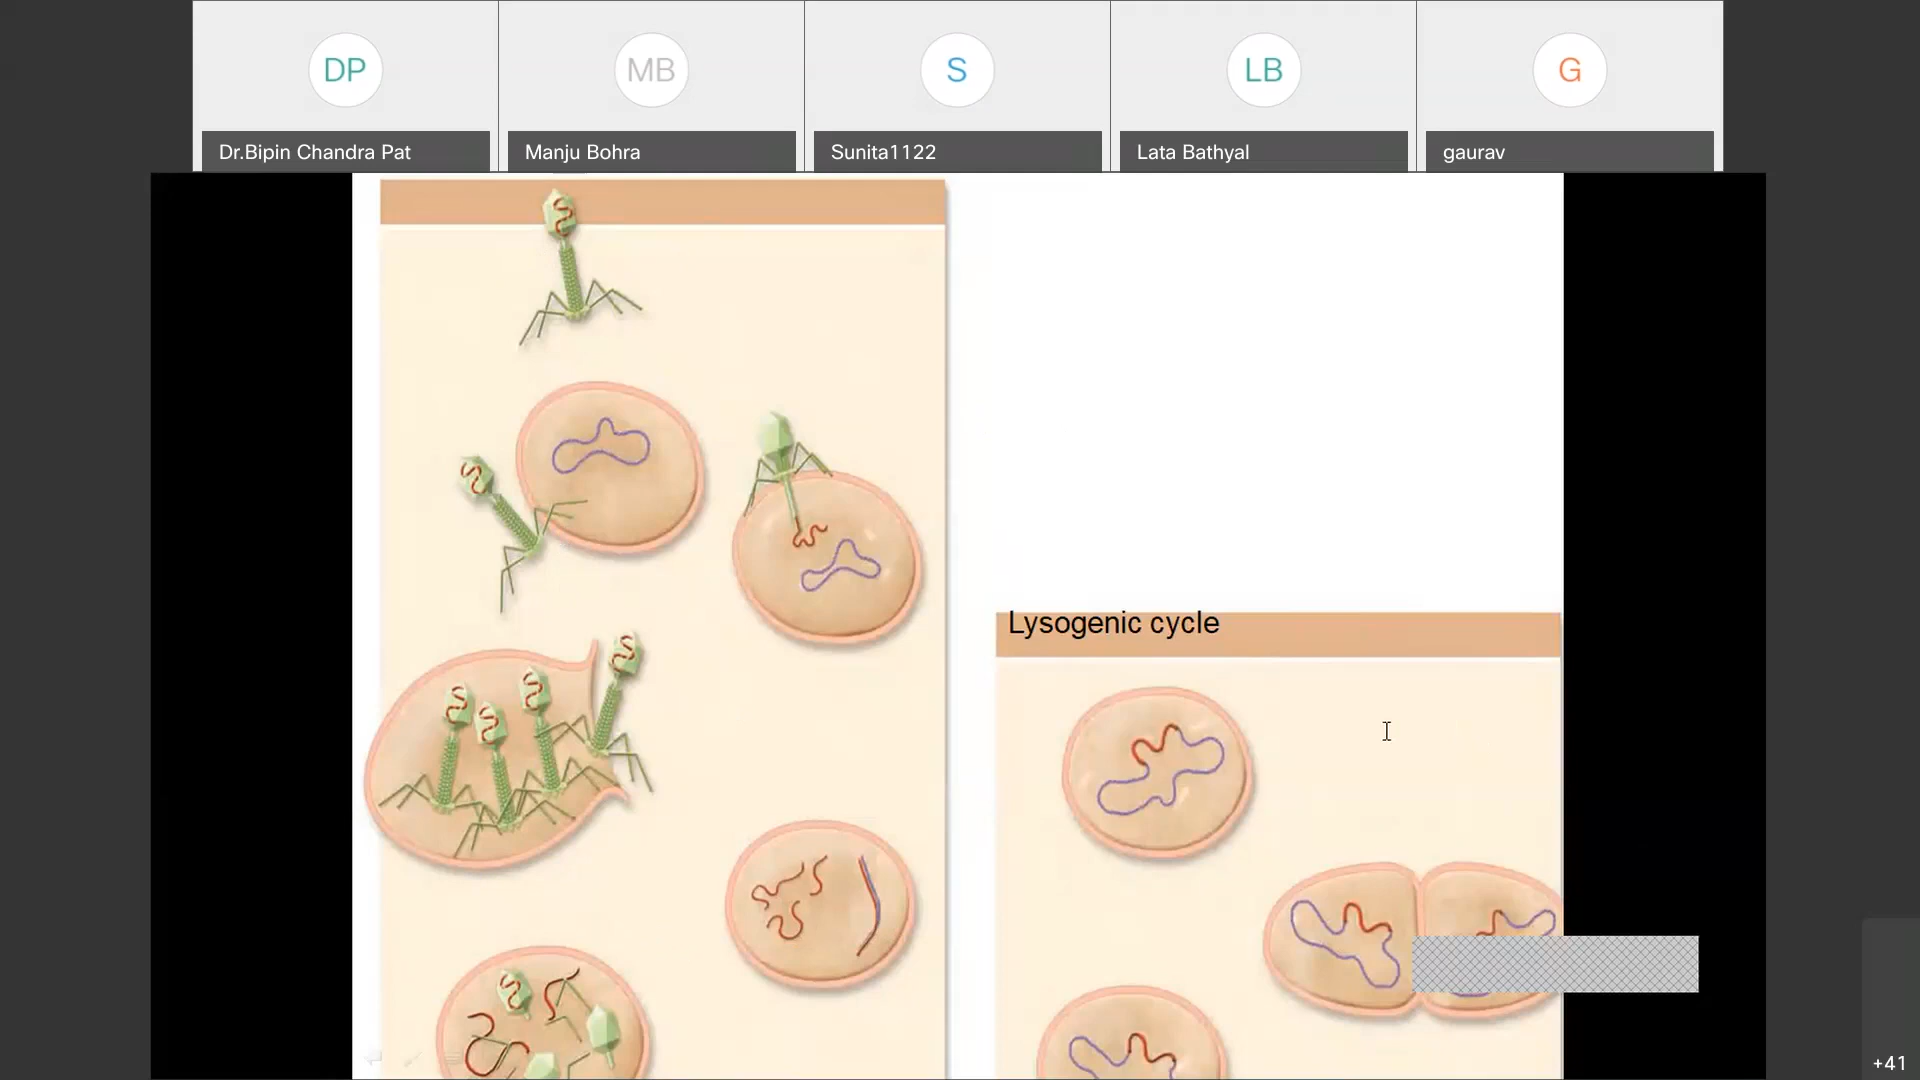 DP
MB
S
LB
G
Dr.Bipin Chandra Pat
Manju Bohra
Sunita1122
Lata Bathyal
gaurav
Lysogenic cycle
+41